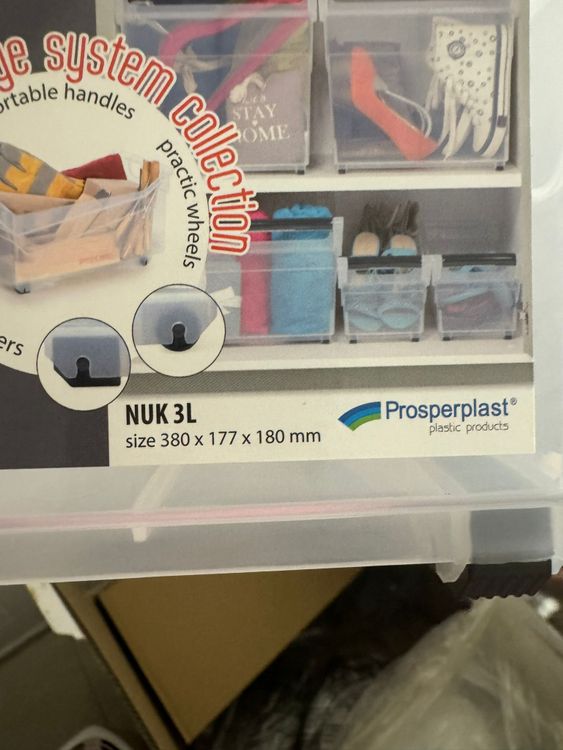 ge system collection
ortable handles
practic wheels
ers
STAY
HOME
NUK 3L
size 380 x 177 x 180 mm
Prosperplast®
plastic products